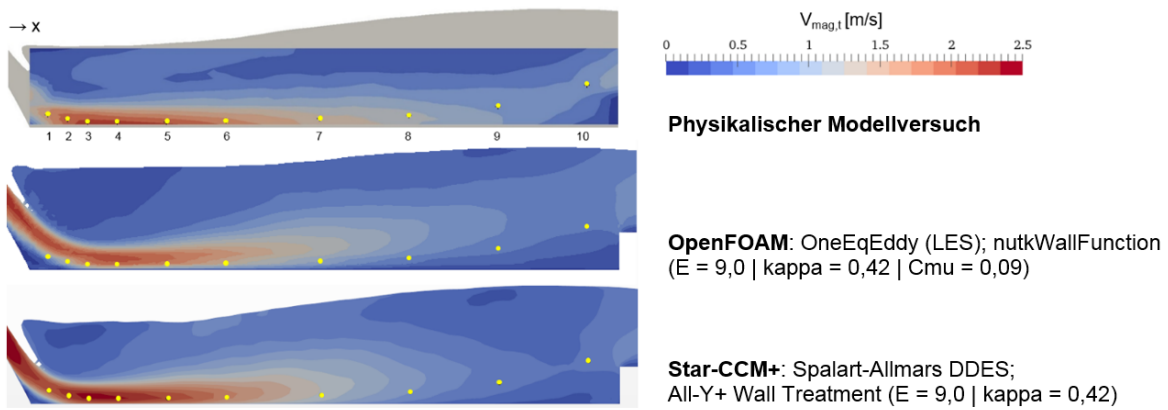 → x
V_mag,t [m/s]
0 0.5 1 1.5 2 2.5
Physikalischer Modellversuch
1 2 3 4 5 6 7 8 9 10
OpenFOAM: OneEqEddy (LES); nutkWallFunction
(E = 9,0 | kappa = 0,42 | Cmu = 0,09)
Star-CCM+: Spalart-Allmars DDES;
All-Y+ Wall Treatment (E = 9,0 | kappa = 0,42)